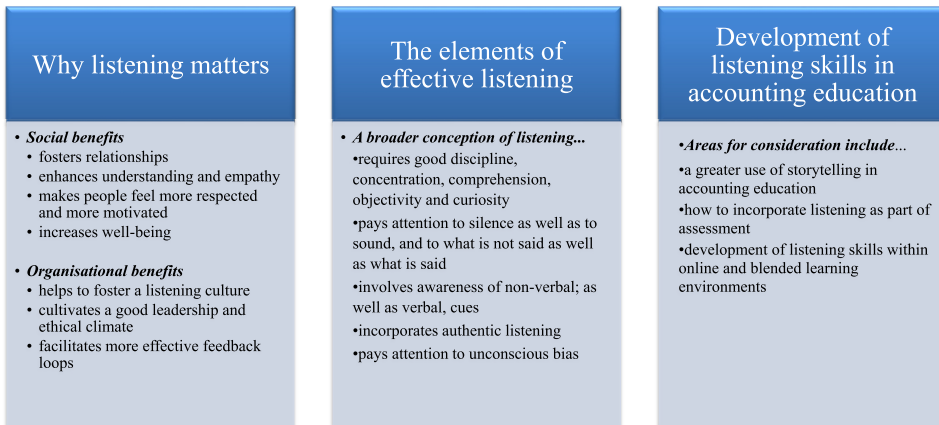 Why listening matters
• Social benefits
• fosters relationships
• enhances understanding and empathy
• makes people feel more respected
and more motivated
• increases well-being
• Organisational benefits
• helps to foster a listening culture
• cultivates a good leadership and
ethical climate
• facilitates more effective feedback
loops
The elements of
effective listening
• A broader conception of listening...
•requires good discipline,
concentration, comprehension,
objectivity and curiosity
•pays attention to silence as well as to
sound, and to what is not said as well
as what is said
•involves awareness of non-verbal; as
well as verbal, cues
•incorporates authentic listening
•pays attention to unconscious bias
Development of
listening skills in
accounting education
•Areas for consideration include...
•a greater use of storytelling in
accounting education
•how to incorporate listening as part of
assessment
•development of listening skills within
online and blended learning
environments